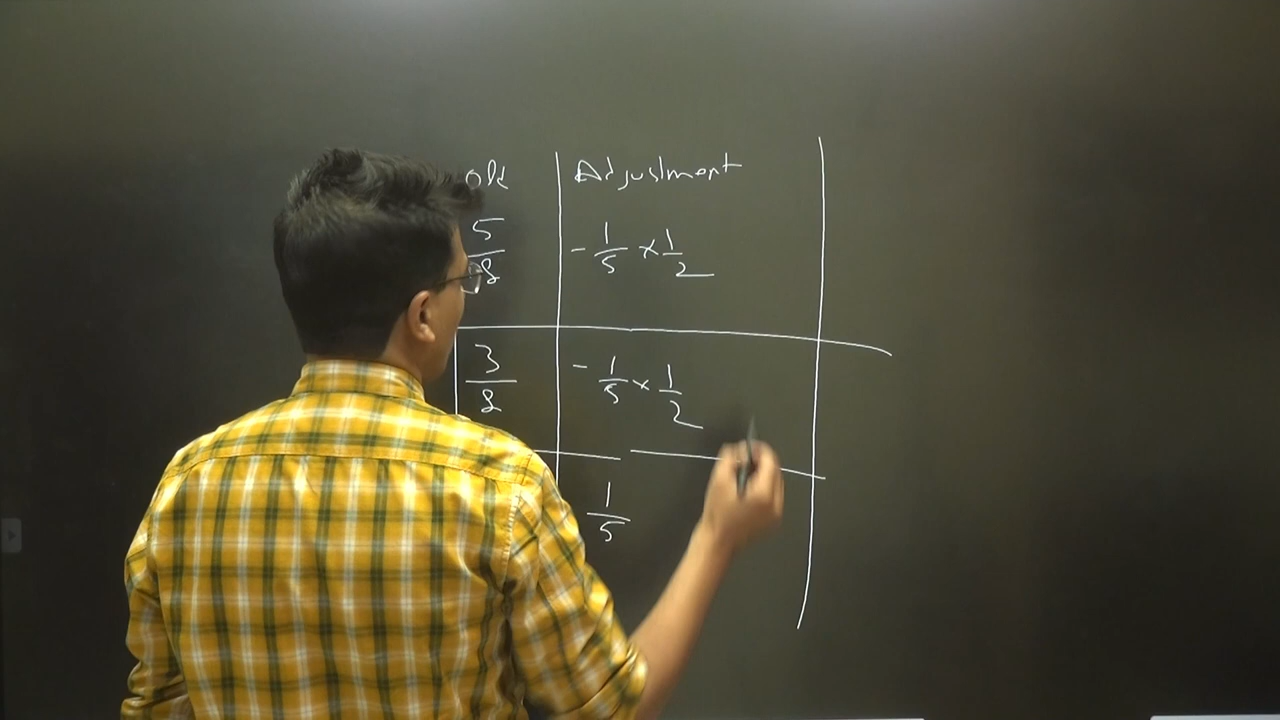 old Adjustment
5/8 - 1/5 × 1/2
3/8 - 1/5 × 1/2
1/5